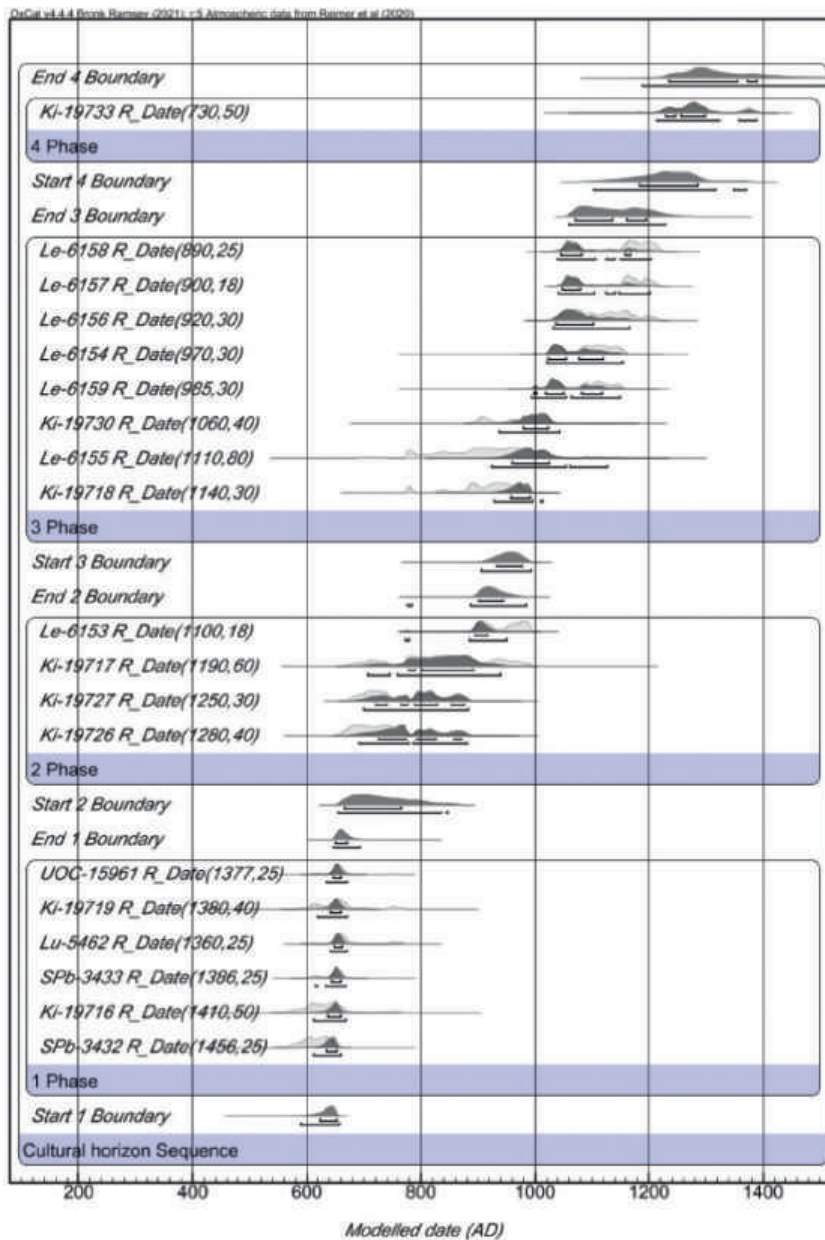 OxCal v4.4.4 Bronk Ramsey (2021); r:5 Atmospheric data from Reimer et al (2020)
End 4 Boundary
Ki-19733 R_Date(730,50)
4 Phase
Start 4 Boundary
End 3 Boundary
Le-6158 R_Date(890,25)
Le-6157 R_Date(900,18)
Le-6156 R_Date(920,30)
Le-6154 R_Date(970,30)
Le-6159 R_Date(985,30)
Ki-19730 R_Date(1060,40)
Le-6155 R_Date(1110,80)
Ki-19718 R_Date(1140,30)
3 Phase
Start 3 Boundary
End 2 Boundary
Le-6153 R_Date(1100,18)
Ki-19717 R_Date(1190,60)
Ki-19727 R_Date(1250,30)
Ki-19726 R_Date(1280,40)
2 Phase
Start 2 Boundary
End 1 Boundary
UOC-15961 R_Date(1377,25)
Ki-19719 R_Date(1380,40)
Lu-5462 R_Date(1360,25)
SPb-3433 R_Date(1386,25)
Ki-19716 R_Date(1410,50)
SPb-3432 R_Date(1456,25)
1 Phase
Start 1 Boundary
Cultural horizon Sequence
200 400 600 800 1000 1200 1400
Modelled date (AD)